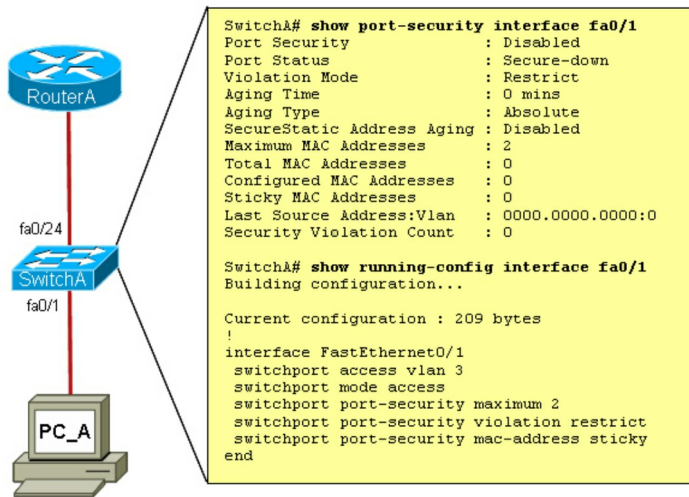 RouterA
fa0/24
SwitchA
fa0/1
PC_A
SwitchA# show port-security interface fa0/1
Port Security : Disabled
Port Status : Secure-down
Violation Mode : Restrict
Aging Time : 0 mins
Aging Type : Absolute
SecureStatic Address Aging : Disabled
Maximum MAC Addresses : 2
Total MAC Addresses : 0
Configured MAC Addresses : 0
Sticky MAC Addresses : 0
Last Source Address:Vlan : 0000.0000.0000:0
Security Violation Count : 0
SwitchA# show running-config interface fa0/1
Building configuration...
Current configuration : 209 bytes
!
interface FastEthernet0/1
switchport access vlan 3
switchport mode access
switchport port-security maximum 2
switchport port-security violation restrict
switchport port-security mac-address sticky
end